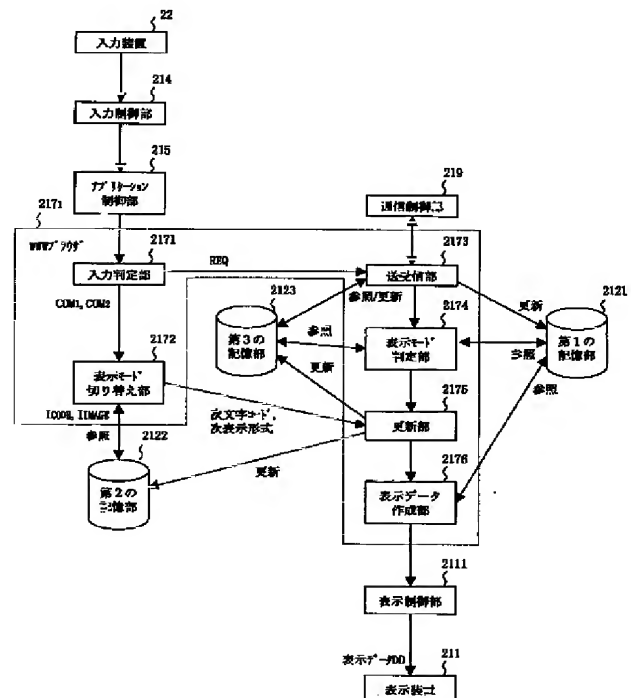 22
入力装置
214
入力制御部
215
アプリケーション
制御部
2171
WWWブラウザ
2171
入力判定部
REQ
219
通信制御部
2173
送受信部
COM1, COM2
2123
第3の
記憶部
参照/更新
更新
2121
第1の
記憶部
2174
表示モード
判定部
参照
参照
参照
2172
表示モード
切り替え部
更新
2175
更新部
ICODE, IIMAGE
参照
次文字コード,
次表示形式
2122
第2の
記憶部
更新
2176
表示データ
作成部
2111
表示制御部
表示データDD
211
表示装置